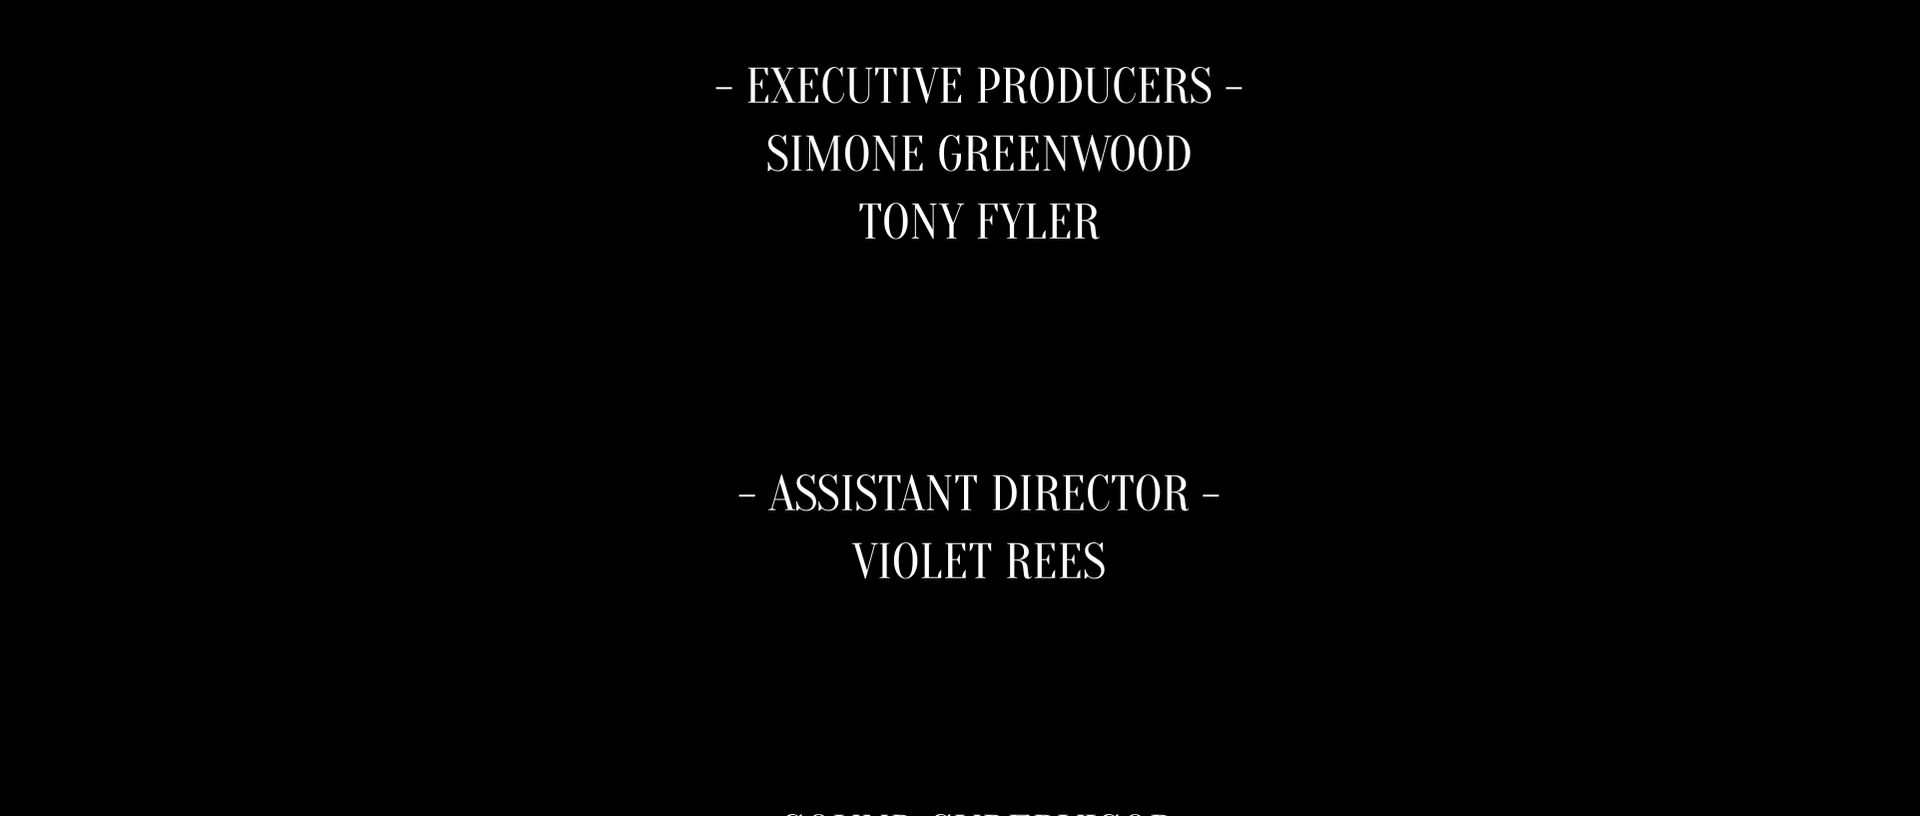 – EXECUTIVE PRODUCERS –
SIMONE GREENWOOD
TONY FYLER
– ASSISTANT DIRECTOR –
VIOLET REES